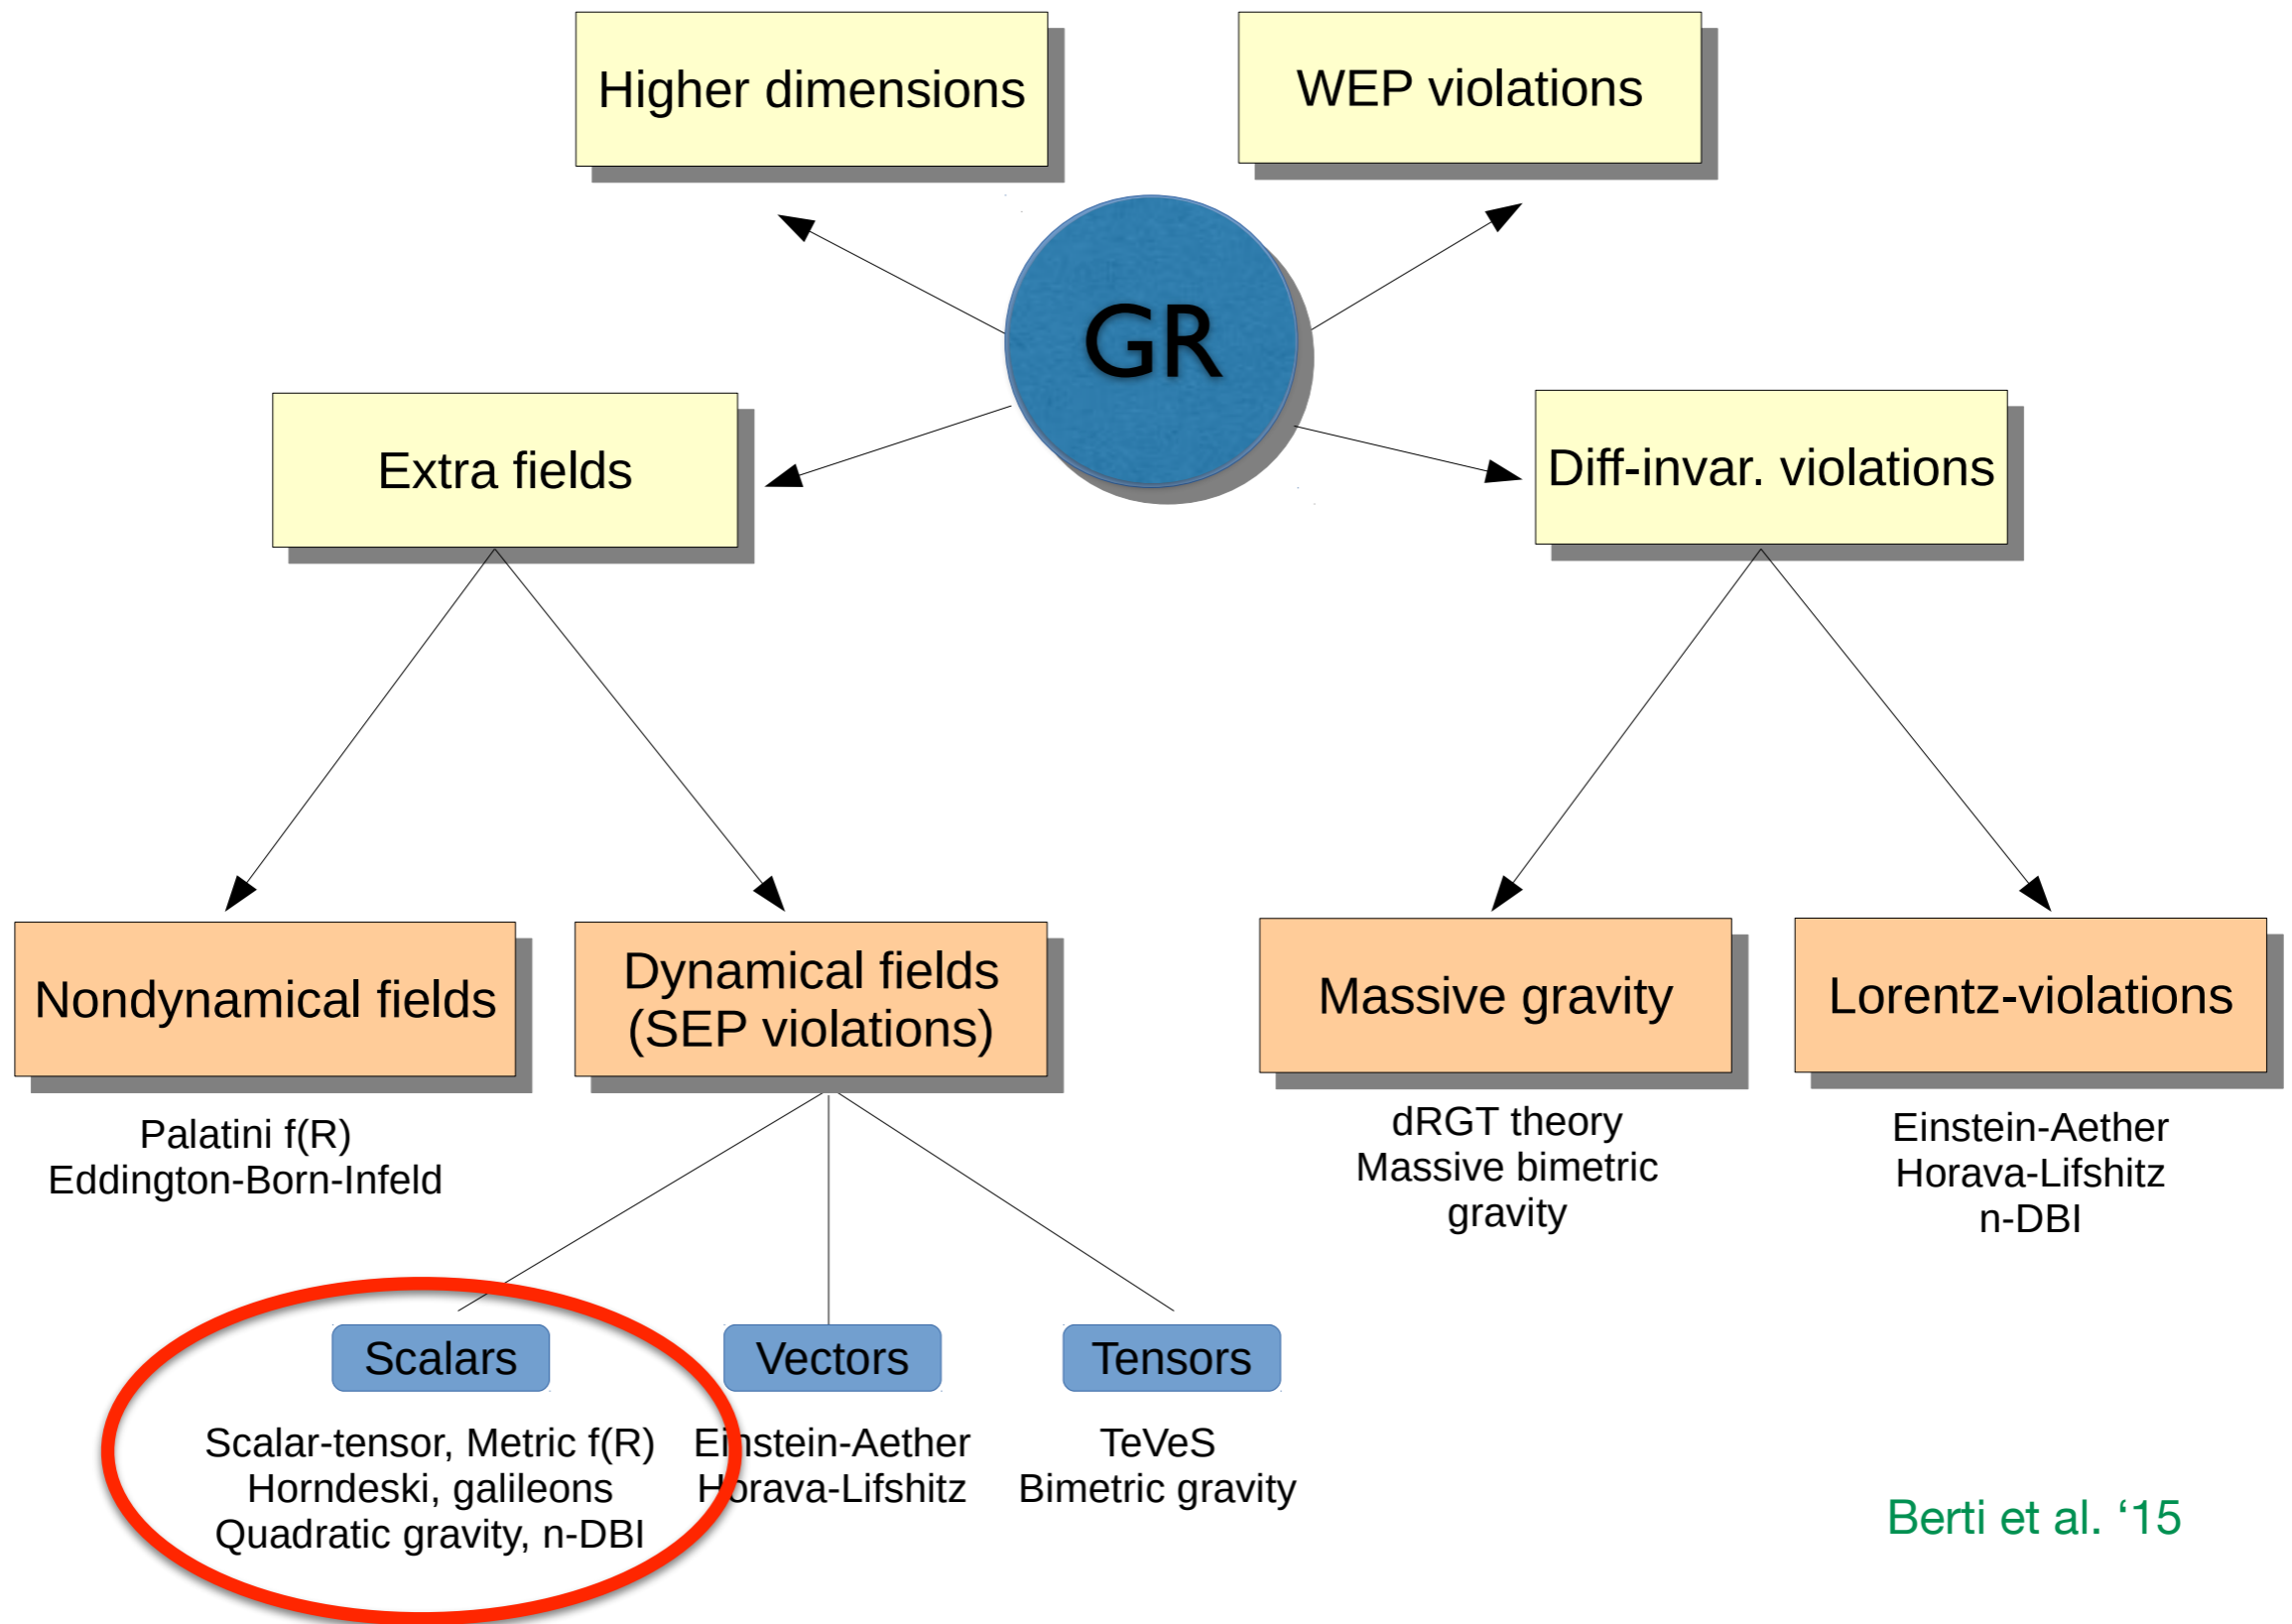 Higher dimensions
WEP violations
GR
Extra fields
Diff-invar. violations
Nondynamical fields
Dynamical fields
(SEP violations)
Massive gravity
Lorentz-violations
Palatini f(R)
Eddington-Born-Infeld
dRGT theory
Massive bimetric
gravity
Einstein-Aether
Horava-Lifshitz
n-DBI
Scalars
Vectors
Tensors
Scalar-tensor, Metric f(R)
Horndeski, galileons
Quadratic gravity, n-DBI
Einstein-Aether
Horava-Lifshitz
TeVeS
Bimetric gravity
Berti et al. ‘15